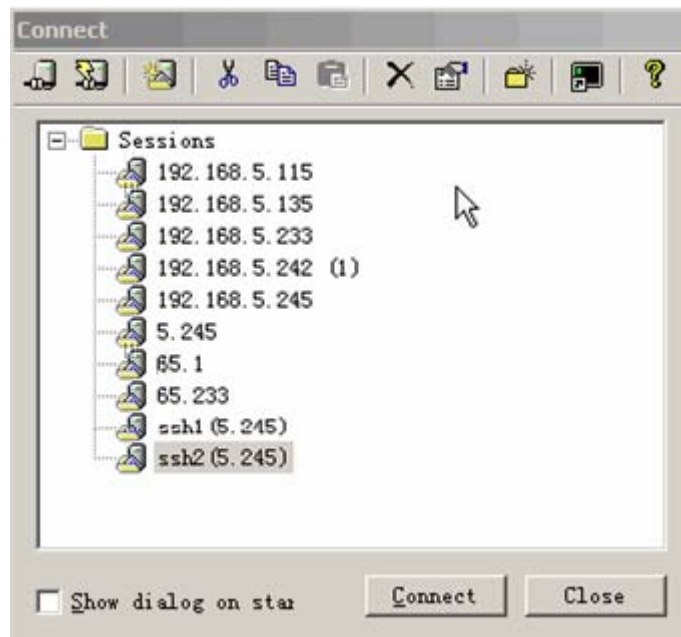 Connect
Sessions
192.168.5.115
192.168.5.135
192.168.5.233
192.168.5.242 (1)
192.168.5.245
5.245
65.1
65.233
ssh1(5.245)
ssh2(5.245)
Show dialog on star
Connect
Close